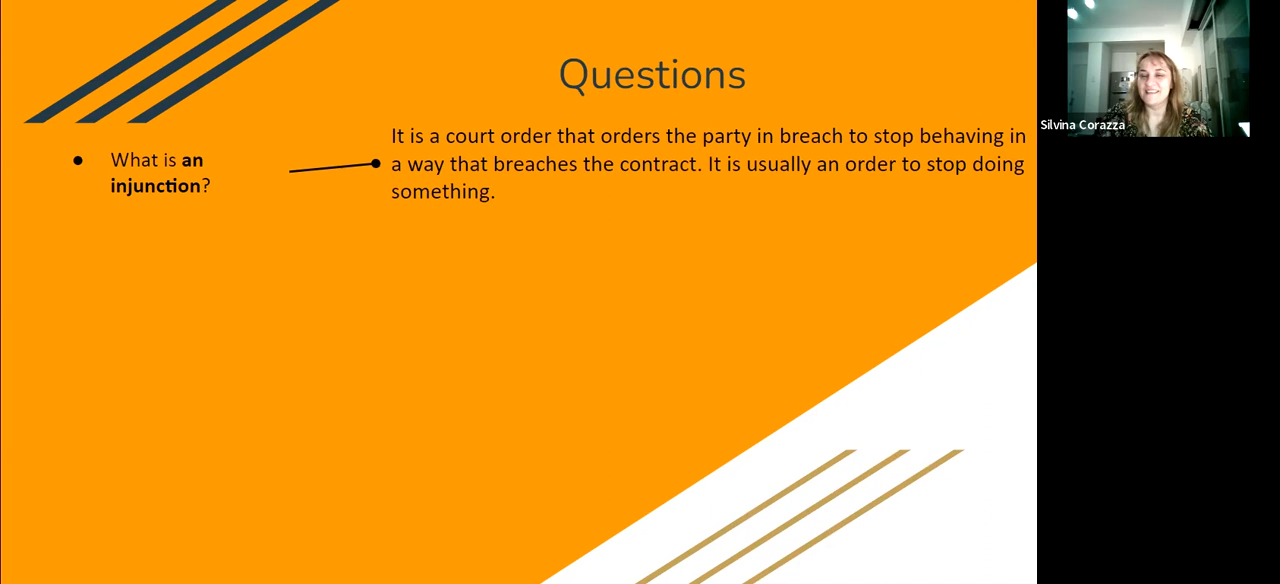 Questions
What is an
injunction?
It is a court order that orders the party in breach to stop behaving in
a way that breaches the contract. It is usually an order to stop doing
something.
Silvina Corazza